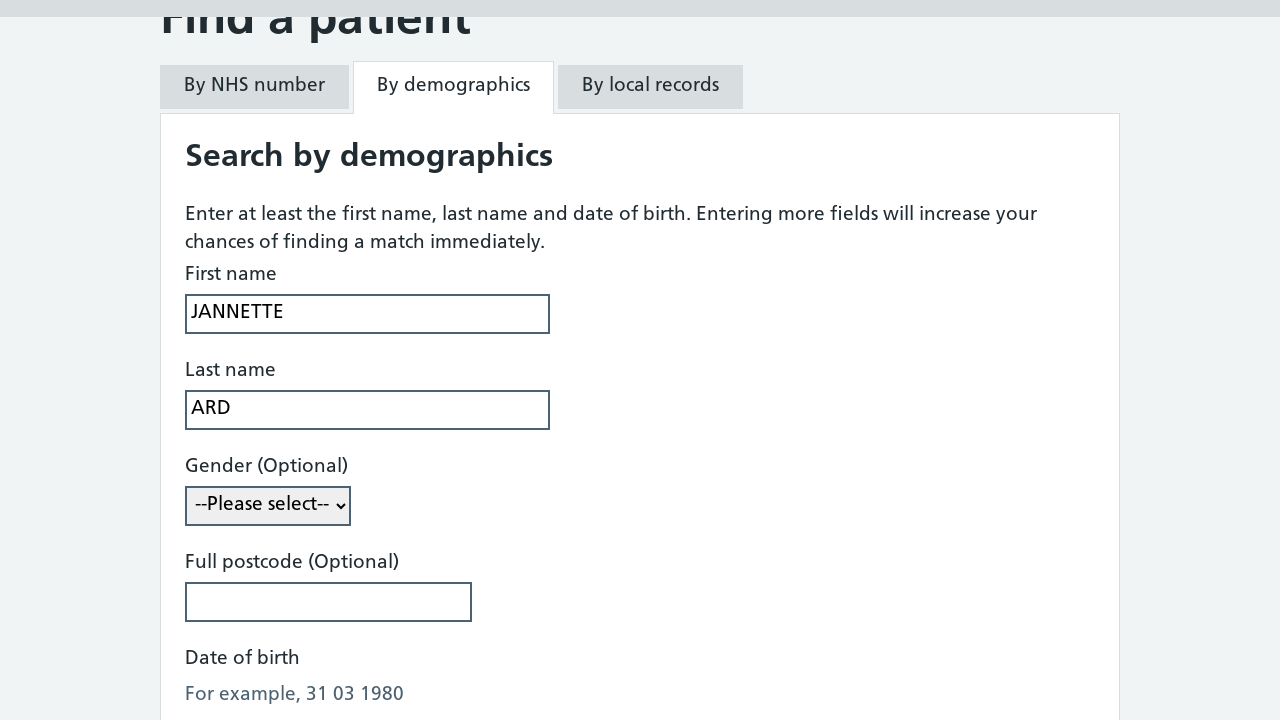 Find a patient
By NHS number
By demographics
By local records
Search by demographics
Enter at least the first name, last name and date of birth. Entering more fields will increase your
chances of finding a match immediately.
First name
JANNETTE
Last name
ARD
Gender (Optional)
--Please select--
Full postcode (Optional)
Date of birth
For example, 31 03 1980